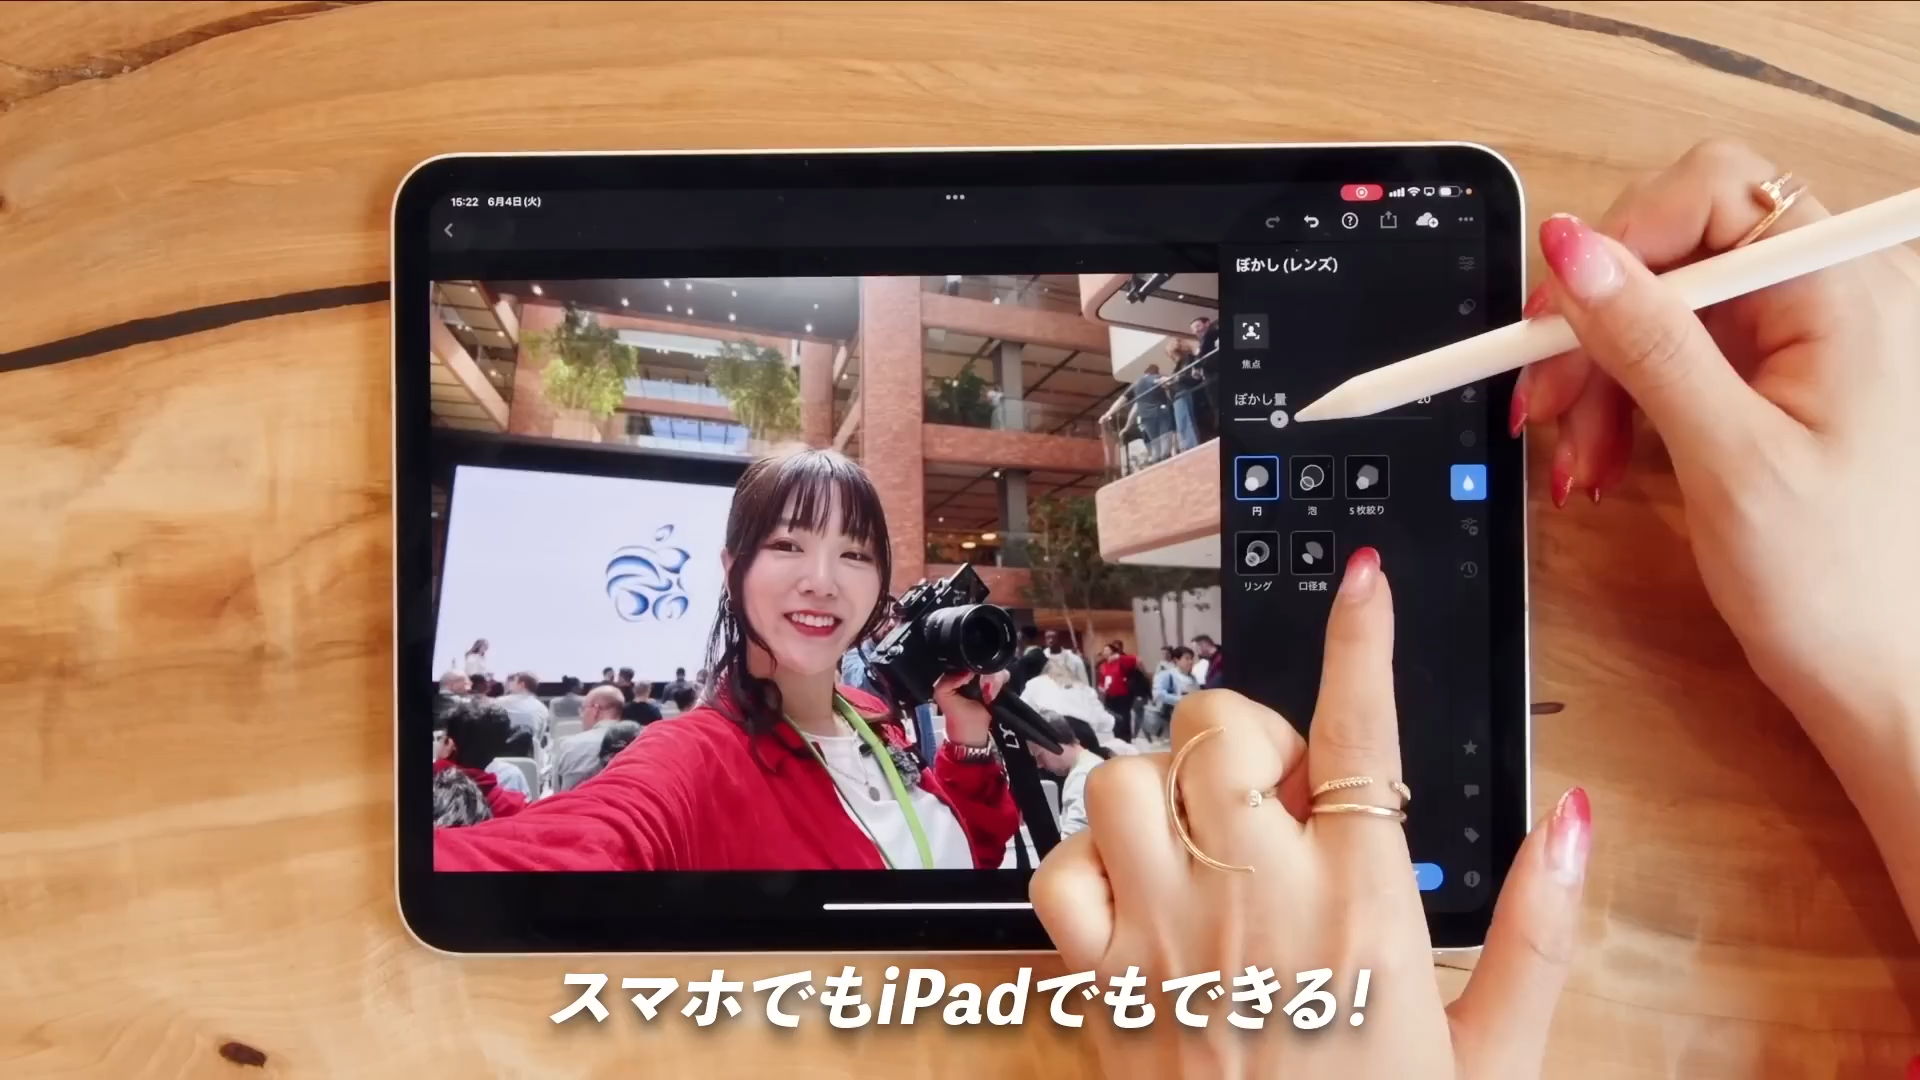 15:22 6月4日(火)
ぼかし (レンズ)
焦点
ぼかし量 20
円 泡 5 枚絞り
リング 口径食
スマホでもiPadでもできる!